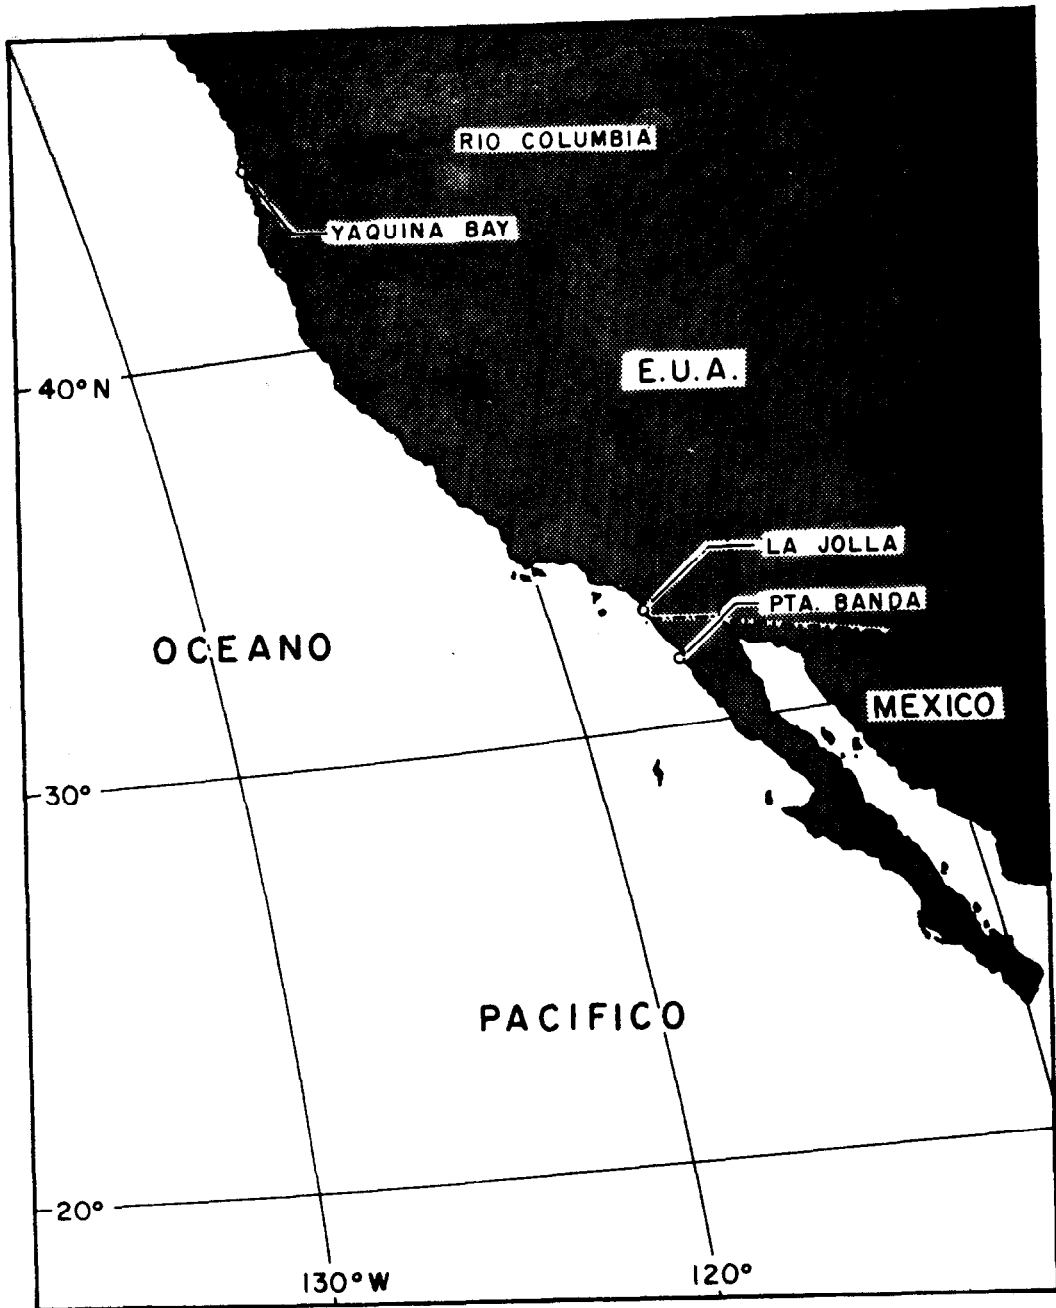 RIO COLUMBIA
YAQUINA BAY
E.U.A.
40°N
LA JOLLA
PTA. BANDA
OCEANO
MEXICO
30°
PACIFICO
20°
130°W
120°